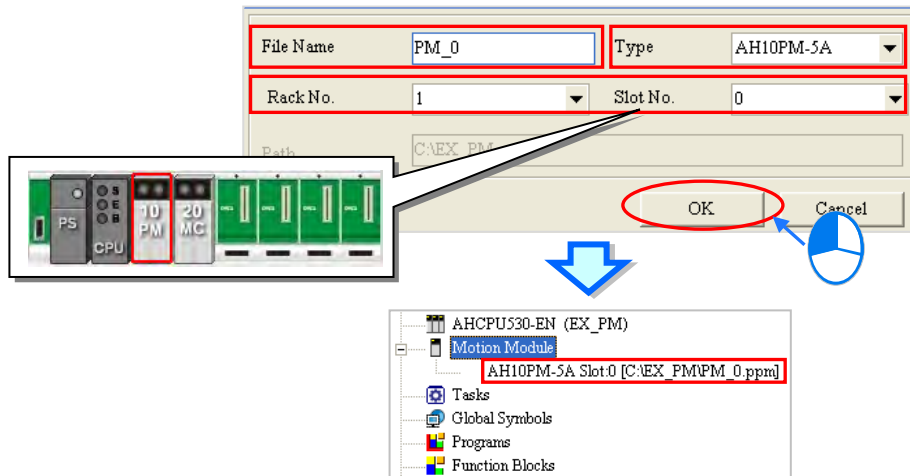 File Name PM_0 Type AH10PM-5A
Rack No. 1 Slot No. 0
Path C:\EX_PM
OK Cancel
PS CPU S E B 10 PM 20 MC
AHCPU530-EN (EX_PM)
Motion Module
AH10PM-5A Slot:0 [C:\EX_PM\PM_0.ppm]
Tasks
Global Symbols
Programs
Function Blocks